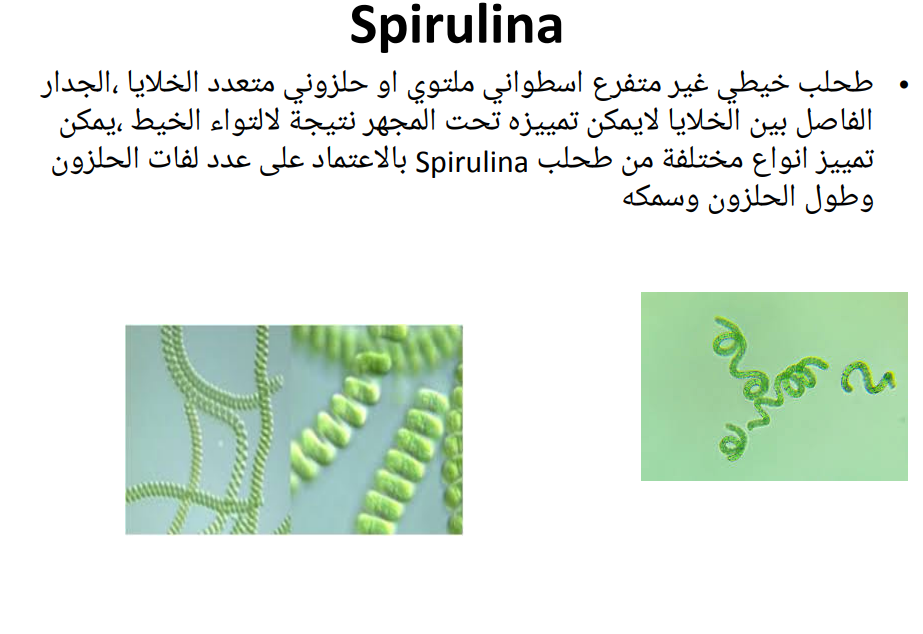 Spirulina
• طحلب خيطي غير متفرع اسطواني ملتوي او حلزوني متعدد الخلايا ،الجدار
الفاصل بين الخلايا لايمكن تمييزه تحت المجهر نتيجة لالتواء الخيط ،يمكن
تمييز انواع مختلفة من طحلب Spirulina بالاعتماد على عدد لفات الحلزون
وطول الحلزون وسمكه